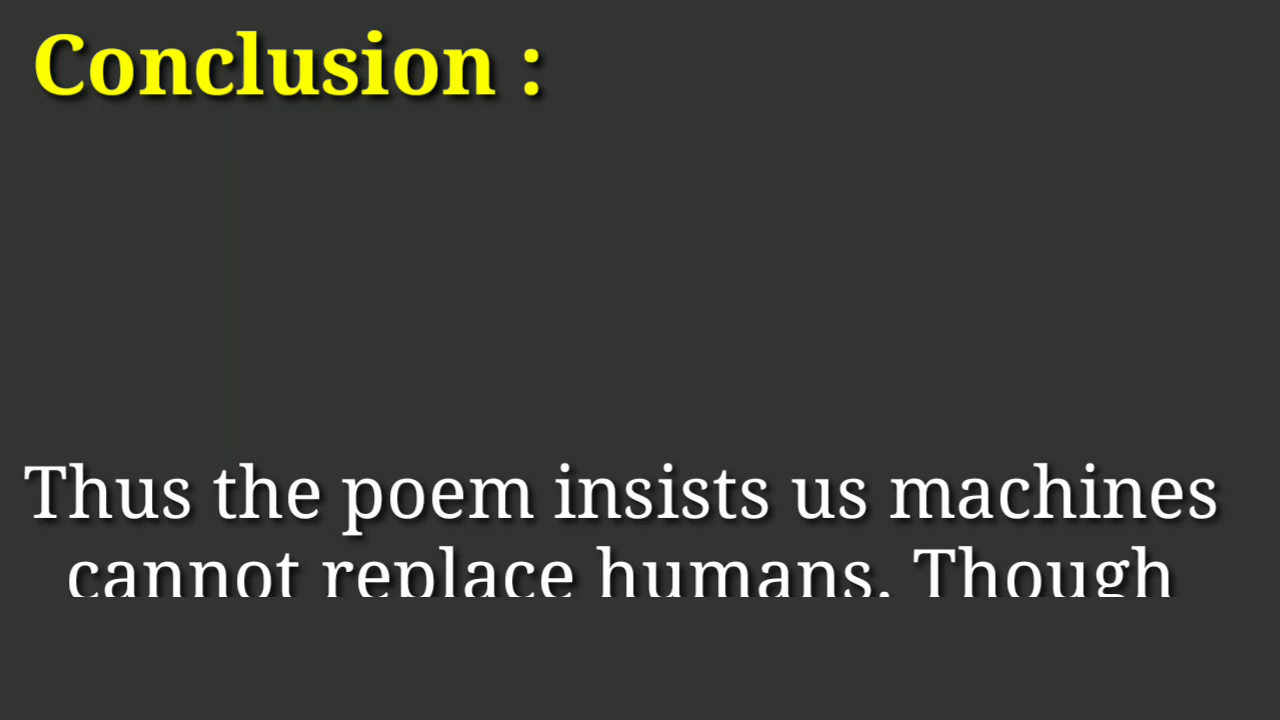 Conclusion :
Thus the poem insists us machines
cannot replace humans. Though